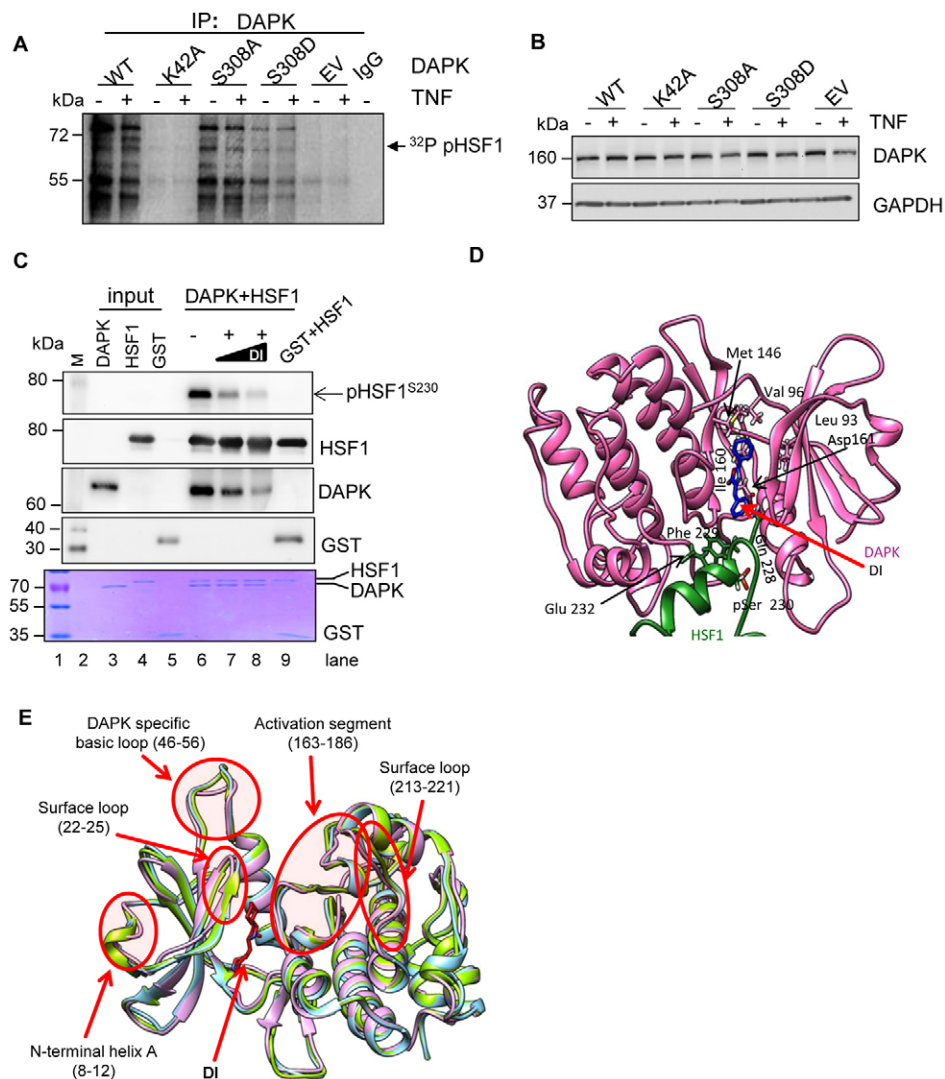 IP: DAPK
A
WT K42A S308A S308D EV IgG DAPK
- + - + - + - + - + - TNF
kDa
72
32P pHSF1
55
B
WT K42A S308A S308D EV
- + - + - + - + - + TNF
kDa
160 DAPK
37 GAPDH
C
input DAPK+HSF1
M DAPK HSF1 GST - + + GST+HSF1
DI
kDa
80 pHSF1S230
80 HSF1
60 DAPK
40
30 GST
HSF1
70 DAPK
55
35 GST
1 2 3 4 5 6 7 8 9 lane
D
Met 146
Val 96
Leu 93
Asp161
Ile 160
Phe 229
Gln 228
DAPK
DI
Glu 232
pSer 230
HSF1
E
DAPK specific
basic loop (46-56)
Activation segment
(163-186)
Surface loop
(213-221)
Surface loop
(22-25)
N-terminal helix A
(8-12)
DI